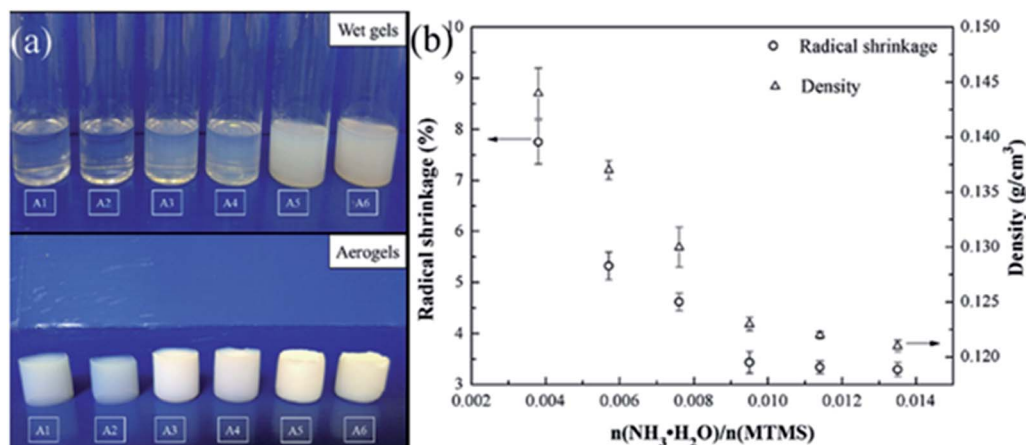 (a)
Wet gels
A1 A2 A3 A4 A5 A6
Aerogels
A1 A2 A3 A4 A5 A6
(b)
Radical shrinkage
Density
10
9
8
7
6
5
4
3
Radical shrinkage (%)
0.150
0.145
0.140
0.135
0.130
0.125
0.120
Density (g/cm³)
0.002 0.004 0.006 0.008 0.010 0.012 0.014
n(NH₃•H₂O)/n(MTMS)